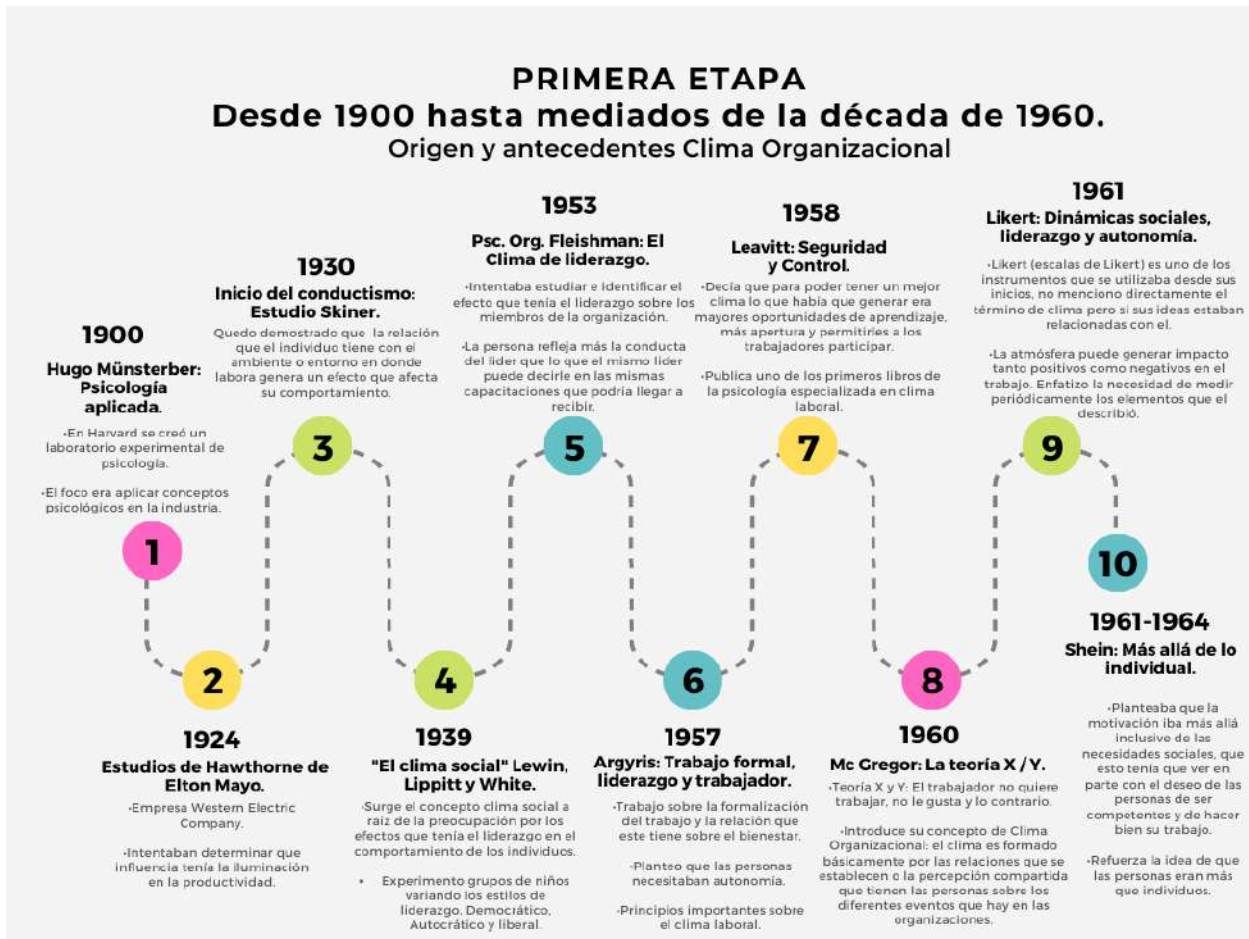 PRIMERA ETAPA
Desde 1900 hasta mediados de la década de 1960.
Origen y antecedentes Clima Organizacional
1900
Hugo Münsterber:
Psicología
aplicada.
•En Harvard se creó un
laboratorio experimental de
psicología.
•El foco era aplicar conceptos
psicológicos en la industria.
1
2
1924
Estudios de Hawthorne de
Elton Mayo.
•Empresa Western Electric
Company.
•Intentaban determinar que
influencia tenía la iluminación
en la productividad.
1930
Inicio del conductismo:
Estudio Skiner.
Quedo demostrado que la relación
que el individuo tiene con el
ambiente o entorno en donde
labora genera un efecto que afecta
su comportamiento.
3
4
1939
"El clima social" Lewin,
Lippitt y White.
•Surge el concepto clima social a
raíz de la preocupación por los
efectos que tenía el liderazgo en el
comportamiento de los individuos.
• Experimento grupos de niños
variando los estilos de
liderazgo. Democrático,
Autocrático y liberal.
1953
Psc. Org. Fleishman: El
Clima de liderazgo.
•Intentaba estudiar e identificar el
efecto que tenía el liderazgo sobre los
miembros de la organización.
•La persona refleja más la conducta
del líder que lo que el mismo líder
puede decirle en las mismas
capacitaciones que podría llegar a
recibir.
5
6
1957
Argyris: Trabajo formal,
liderazgo y trabajador.
•Trabajo sobre la formalización
del trabajo y la relación que
este tiene sobre el bienestar.
•Planteo que las personas
necesitaban autonomía.
•Principios importantes sobre
el clima laboral.
1958
Leavitt: Seguridad
y Control.
•Decía que para poder tener un mejor
clima lo que había que generar era
mayores oportunidades de aprendizaje,
más apertura y permitirles a los
trabajadores participar.
•Publica uno de los primeros libros de
la psicología especializada en clima
laboral.
7
8
1960
Mc Gregor: La teoría X / Y.
•Teoría X y Y: El trabajador no quiere
trabajar, no le gusta y lo contrario.
•Introduce su concepto de Clima
Organizacional: el clima es formado
básicamente por las relaciones que se
establecen o la percepción compartida
que tienen las personas sobre los
diferentes eventos que hay en las
organizaciones.
1961
Likert: Dinámicas sociales,
liderazgo y autonomía.
•Likert (escalas de Likert) es uno de los
instrumentos que se utilizaba desde sus
inicios, no menciono directamente el
término de clima pero si sus ideas estaban
relacionadas con el.
•La atmósfera puede generar impacto
tanto positivos como negativos en el
trabajo. Enfatizo la necesidad de medir
periódicamente los elementos que el
describió.
9
10
1961-1964
Shein: Más allá de lo
individual.
•Planteaba que la
motivación iba más allá
inclusive de las
necesidades sociales, que
esto tenía que ver en
parte con el deseo de las
personas de ser
competentes y de hacer
bien su trabajo.
•Refuerza la idea de que
las personas eran más
que individuos.